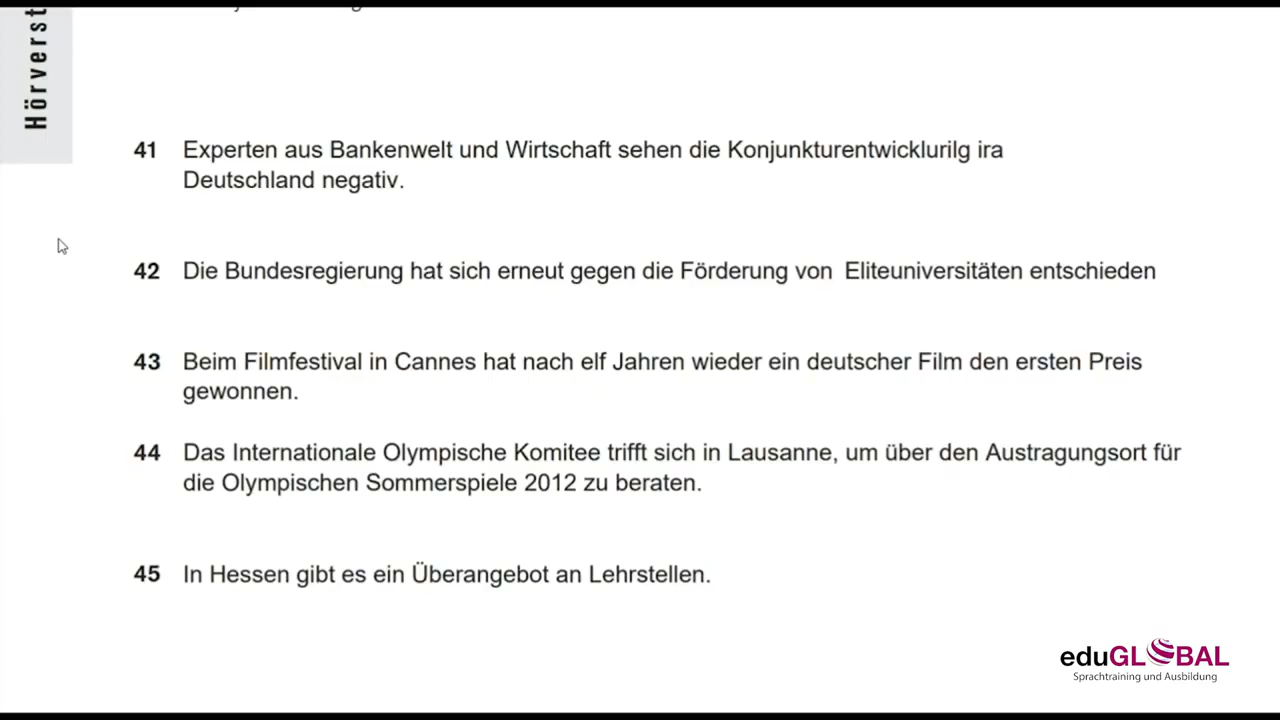 Hörverst
41 Experten aus Bankenwelt und Wirtschaft sehen die Konjunkturentwicklurilg ira
Deutschland negativ.
42 Die Bundesregierung hat sich erneut gegen die Förderung von Eliteuniversitäten entschieden
43 Beim Filmfestival in Cannes hat nach elf Jahren wieder ein deutscher Film den ersten Preis
gewonnen.
44 Das Internationale Olympische Komitee trifft sich in Lausanne, um über den Austragungsort für
die Olympischen Sommerspiele 2012 zu beraten.
45 In Hessen gibt es ein Überangebot an Lehrstellen.
eduGLOBAL
Sprachtraining und Ausbildung